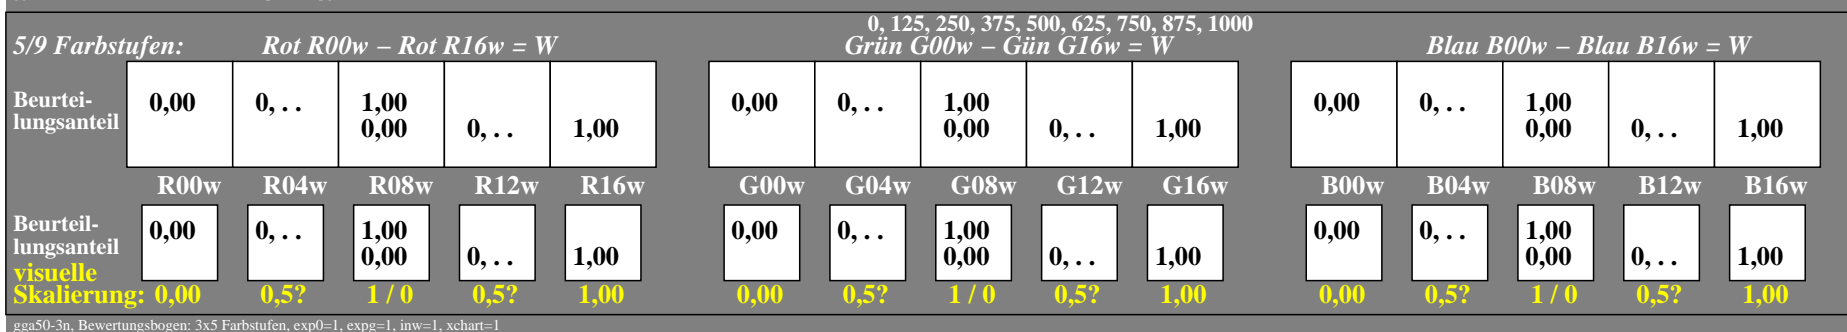 0, 125, 250, 375, 500, 625, 750, 875, 1000
5/9 Farbstufen: Rot R00w – Rot R16w = W Grün G00w – Gün G16w = W Blau B00w – Blau B16w = W
Beurtei- 0,00 0, . . 1,00 0,00 0, . . 1,00 0,00 0, . . 1,00
lungsanteil 0,00 0, . . 1,00 0,00 0, . . 1,00 0,00 0, . . 1,00
R00w R04w R08w R12w R16w G00w G04w G08w G12w G16w B00w B04w B08w B12w B16w
Beurteil- 0,00 0, . . 1,00 0,00 0, . . 1,00 0,00 0, . . 1,00
lungsanteil 0,00 0, . . 1,00 0,00 0, . . 1,00 0,00 0, . . 1,00
visuelle
Skalierung: 0,00 0,5? 1 / 0 0,5? 1,00 0,00 0,5? 1 / 0 0,5? 1,00 0,00 0,5? 1 / 0 0,5? 1,00
gga50-3n, Bewertungsbogen: 3x5 Farbstufen, exp0=1, expg=1, inw=1, xchart=1